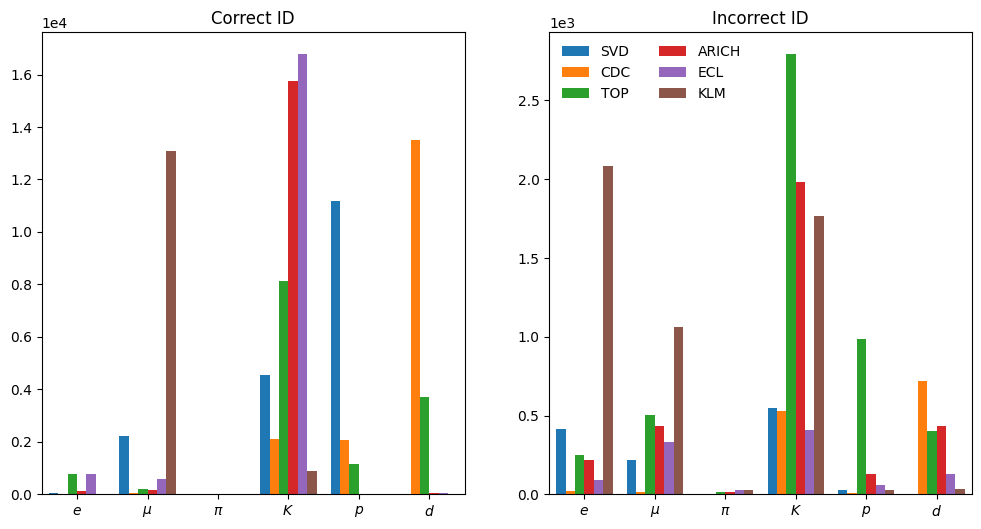 Correct ID
1e4
1.6
1.4
1.2
1.0
0.8
0.6
0.4
0.2
0.0
e μ π K p d
Incorrect ID
1e3
SVD ARICH
CDC ECL
TOP KLM
2.5
2.0
1.5
1.0
0.5
0.0
e μ π K p d